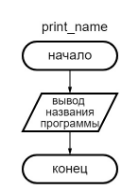 print_name
начало
вывод
названия
программы
конец